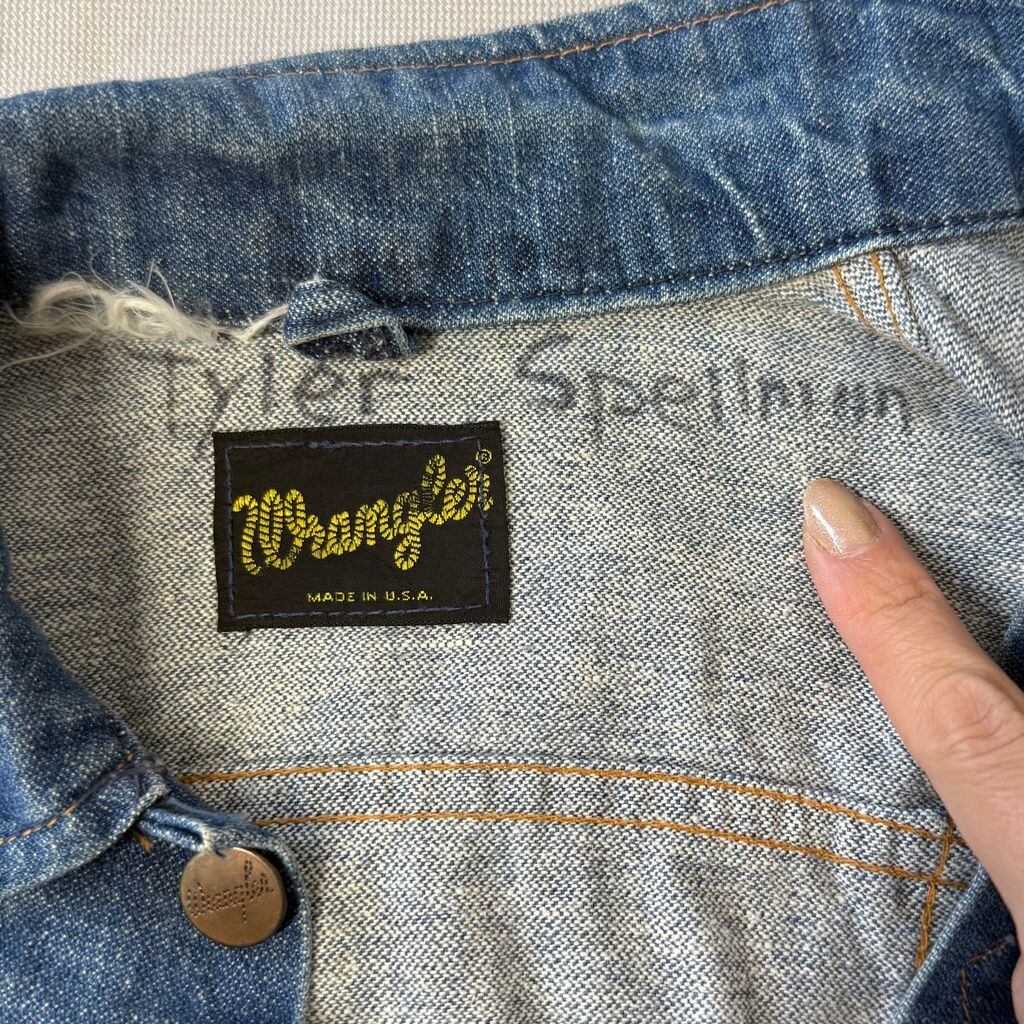 Tyler Spellman
Wrangler®
MADE IN U.S.A.
Wrangler